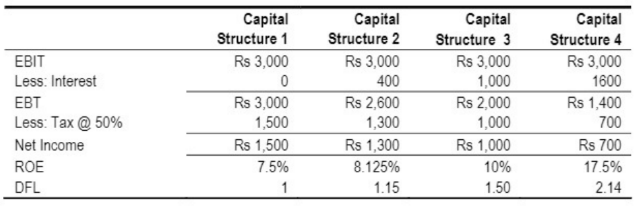 Capital Capital Capital Capital
Structure 1 Structure 2 Structure 3 Structure 4
EBIT Rs 3,000 Rs 3,000 Rs 3,000 Rs 3,000
Less: Interest 0 400 1,000 1600
EBT Rs 3,000 Rs 2,600 Rs 2,000 Rs 1,400
Less: Tax @ 50% 1,500 1,300 1,000 700
Net Income Rs 1,500 Rs 1,300 Rs 1,000 Rs 700
ROE 7.5% 8.125% 10% 17.5%
DFL 1 1.15 1.50 2.14